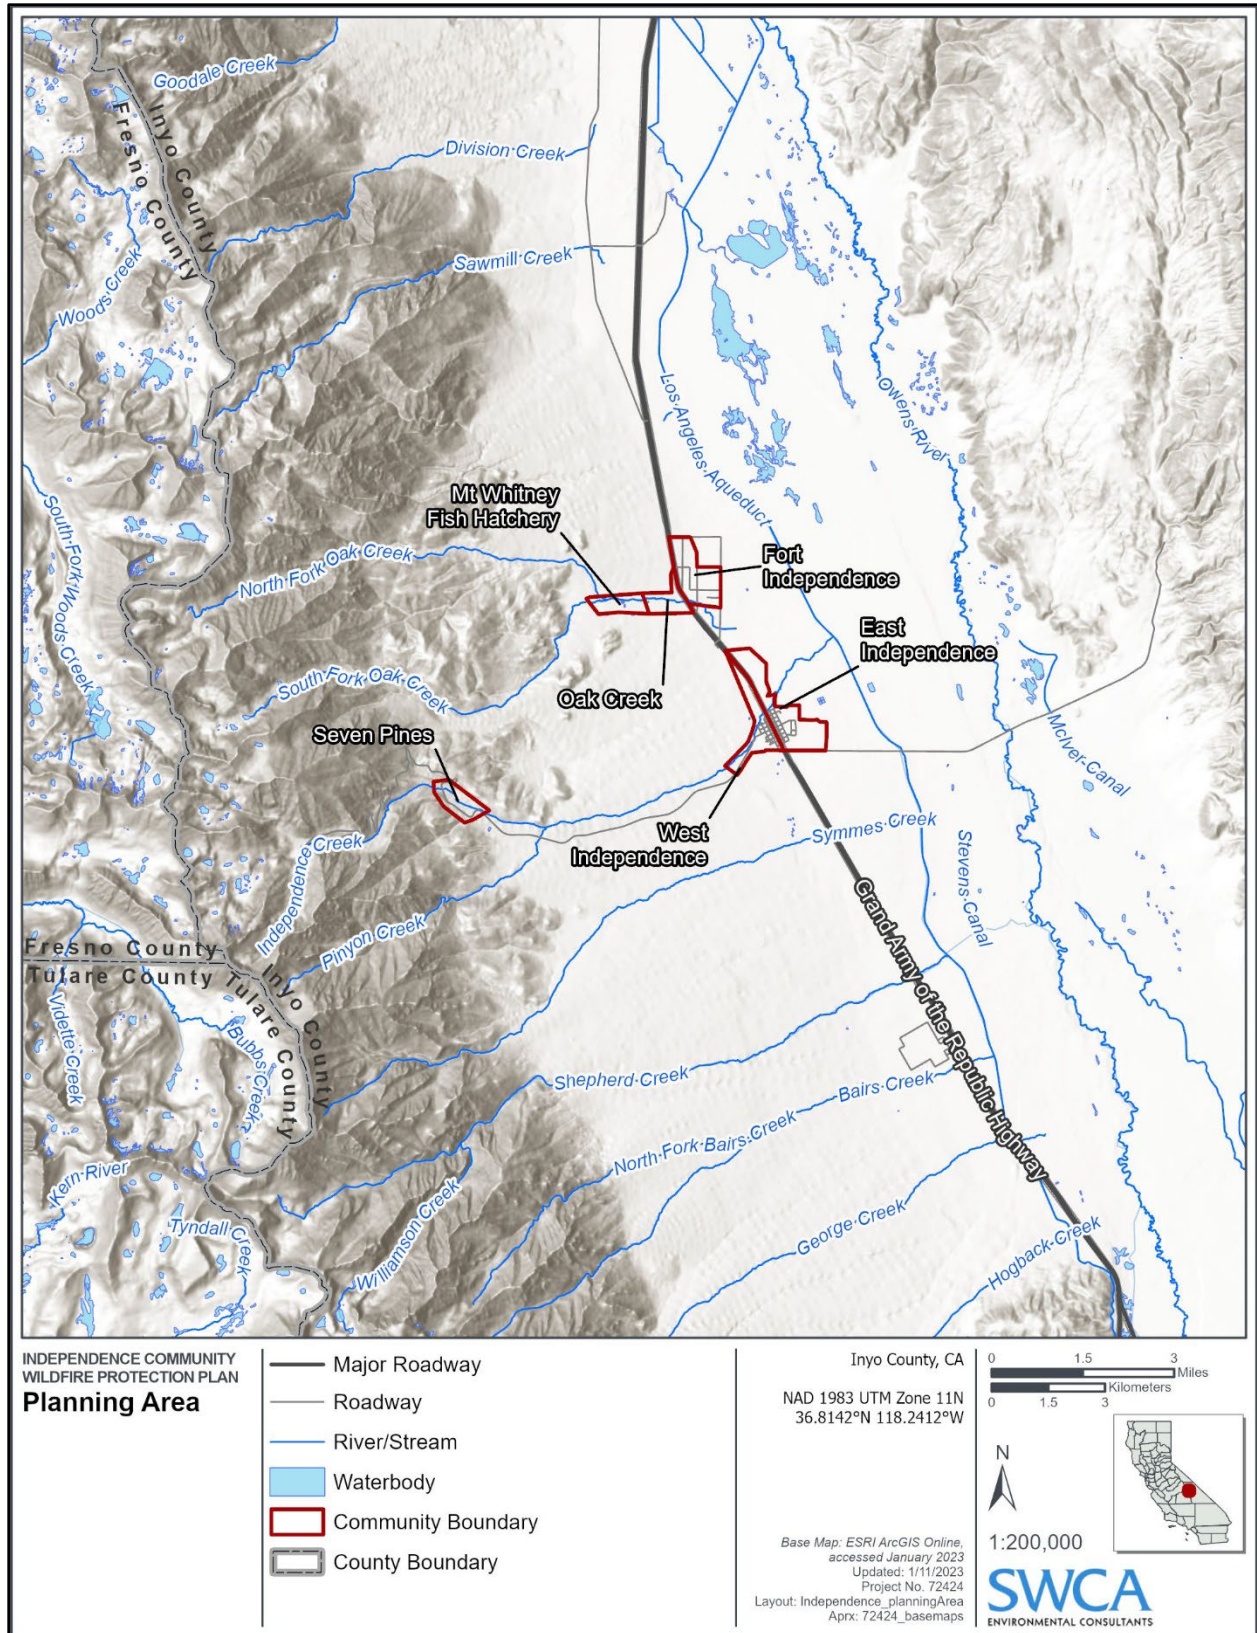 Goodale Creek
Inyo County
Fresno County
Division Creek
Sawmill Creek
Woods Creek
Los Angeles Aqueduct
Owens River
Mt Whitney
Fish Hatchery
South Fork Woods Creek
North Fork Oak Creek
Fort
Independence
East
Independence
Oak Creek
South Fork Oak Creek
Seven Pines
McIver Canal
West
Independence
Symmes Creek
Stevens Canal
Independence Creek
Pinyon Creek
Grand Army of the Republic Highway
Fresno County
Tulare County
Inyo County
Tulare County
Vidette Creek
Bubbs Creek
Shepherd Creek
Bairs Creek
North Fork Bairs Creek
Kern River
Tyndall Creek
Williamson Creek
George Creek
Hogback Creek
INDEPENDENCE COMMUNITY
WILDFIRE PROTECTION PLAN
Planning Area
Major Roadway
Roadway
River/Stream
Waterbody
Community Boundary
County Boundary
Inyo County, CA
NAD 1983 UTM Zone 11N
36.8142°N 118.2412°W
Base Map: ESRI ArcGIS Online,
accessed January 2023
Updated: 1/11/2023
Project No. 72424
Layout: Independence_planningArea
Aprx: 72424_basemaps
0 1.5 3
Miles
Kilometers
0 1.5 3
N
1:200,000
SWCA
ENVIRONMENTAL CONSULTANTS